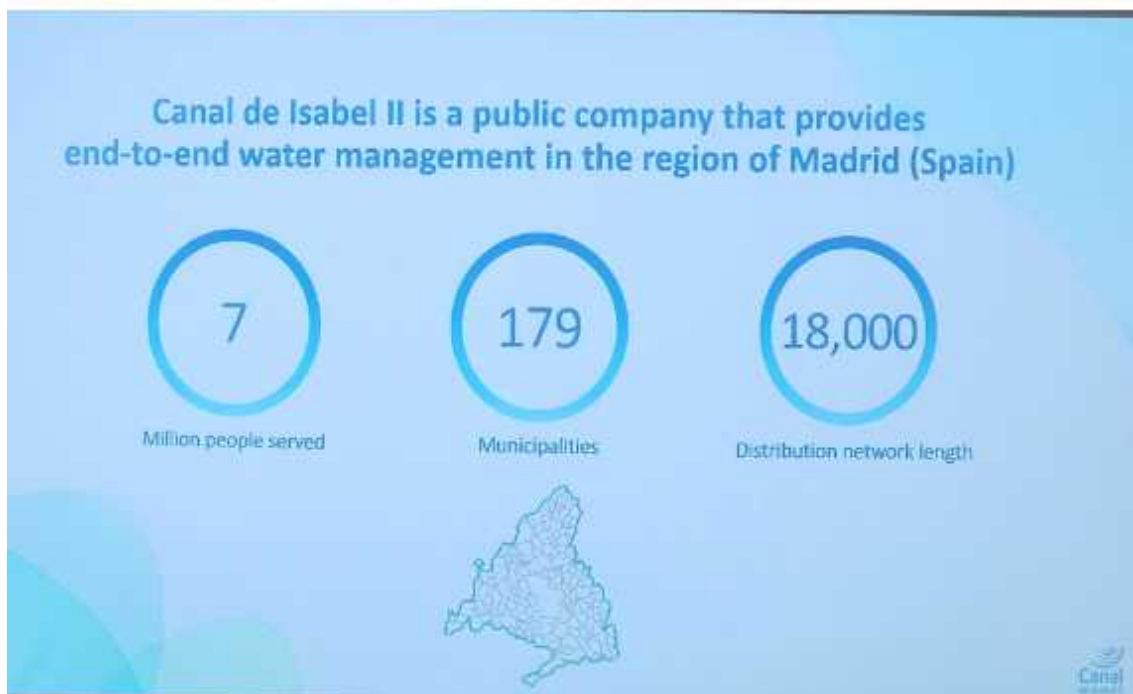 Canal de Isabel II is a public company that provides
end-to-end water management in the region of Madrid (Spain)
7
Million people served
179
Municipalities
18,000
Distribution network length
Canal